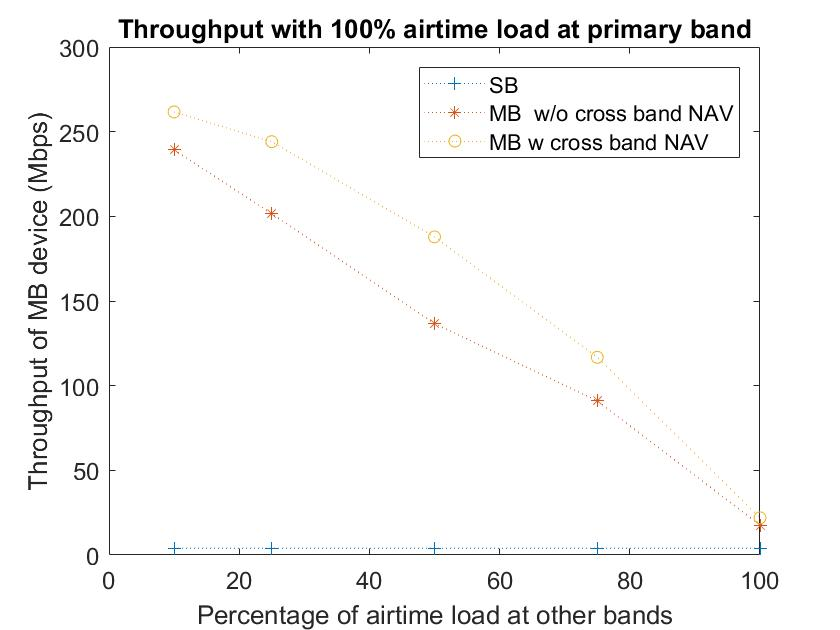 Throughput with 100% airtime load at primary band
300
250
200
150
100
50
0
Throughput of MB device (Mbps)
SB
MB w/o cross band NAV
MB w cross band NAV
0 20 40 60 80 100
Percentage of airtime load at other bands